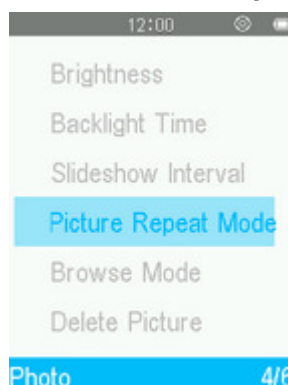 12:00
Brightness
Backlight Time
Slideshow Interval
Picture Repeat Mode
Browse Mode
Delete Picture
Photo 4/6